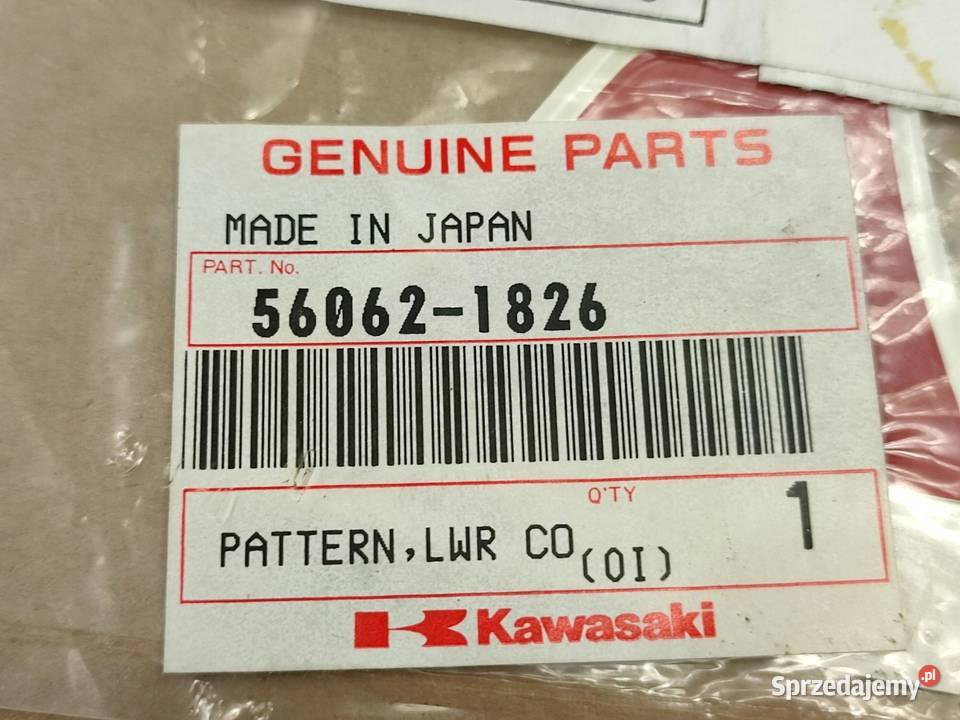 GENUINE PARTS
MADE IN JAPAN
PART. No.
56062-1826
Q'TY
1
PATTERN,LWR CO
(OI)
Kawasaki
Sprzedajemy.pl